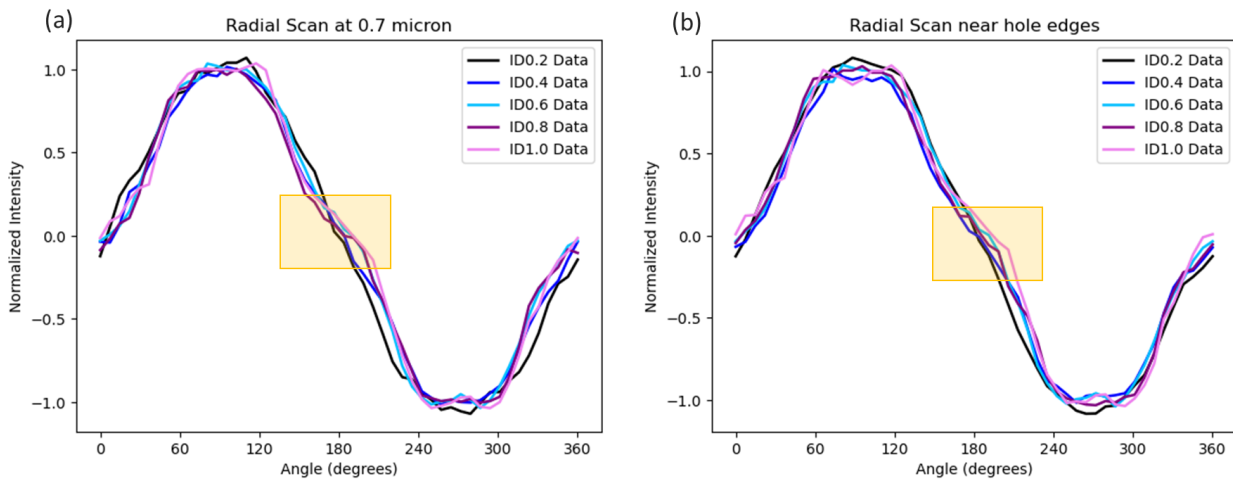 (a)
Radial Scan at 0.7 micron
Normalized Intensity
1.0
0.5
0.0
−0.5
−1.0
ID0.2 Data
ID0.4 Data
ID0.6 Data
ID0.8 Data
ID1.0 Data
0 60 120 180 240 300 360
Angle (degrees)
(b)
Radial Scan near hole edges
Normalized Intensity
1.0
0.5
0.0
−0.5
−1.0
ID0.2 Data
ID0.4 Data
ID0.6 Data
ID0.8 Data
ID1.0 Data
0 60 120 180 240 300 360
Angle (degrees)